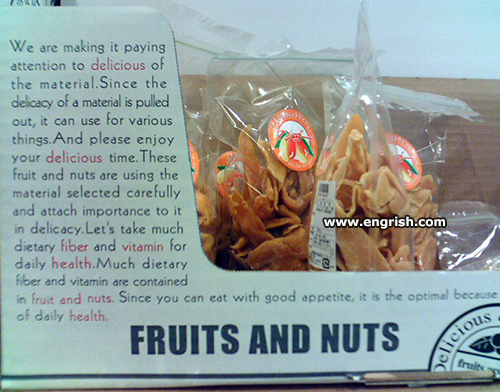 We are making it paying
attention to delicious of
the material.Since the
delicacy of a material is pulled
out, it can use for various
things.And please enjoy
your delicious time.These
fruit and nuts are using the
material selected carefully
and attach importance to it
in delicacy.Let's take much
dietary fiber and vitamin for
daily health.Much dietary
fiber and vitamin are contained
in fruit and nuts. Since you can eat with good appetite, it is the optimal because
of daily health.
FRUITS AND NUTS
www.engrish.com
Delicious
fruits